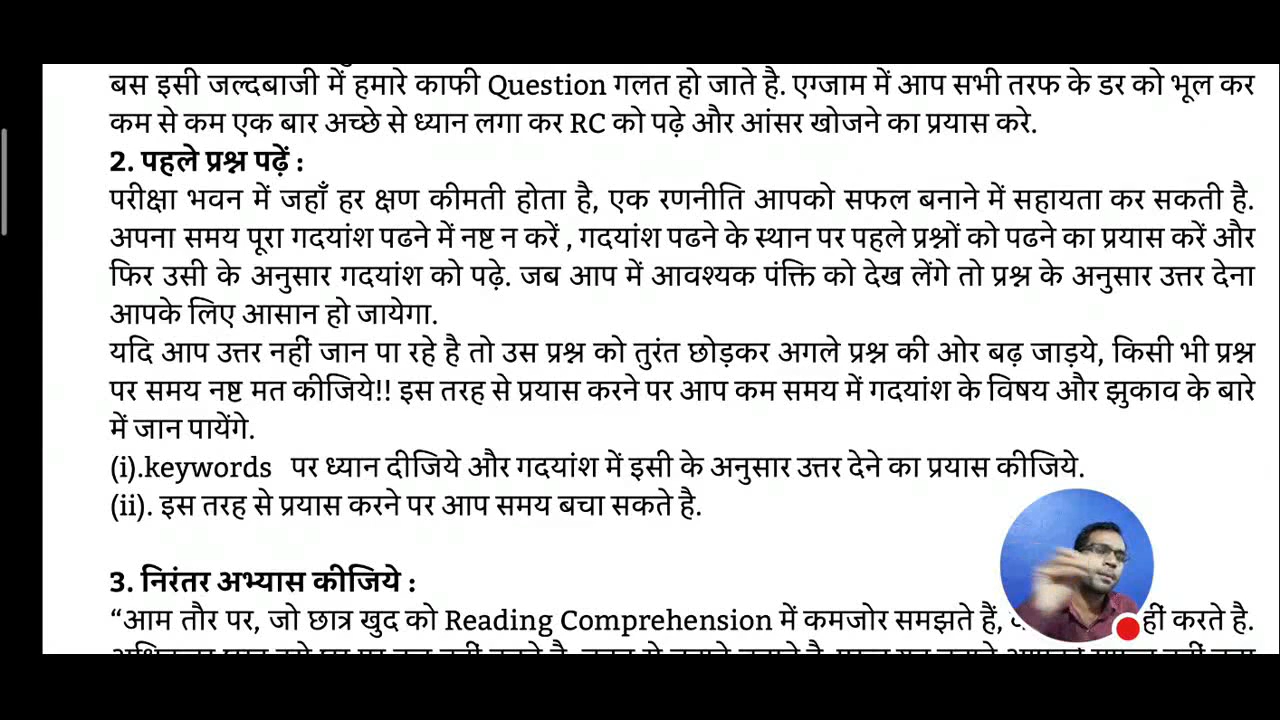 बस इसी जल्दबाजी में हमारे काफी Question गलत हो जाते है. एग्जाम में आप सभी तरफ के डर को भूल कर
कम से कम एक बार अच्छे से ध्यान लगा कर RC को पढ़े और आंसर खोजने का प्रयास करे.
2. पहले प्रश्न पढ़ें :
परीक्षा भवन में जहाँ हर क्षण कीमती होता है, एक रणनीति आपको सफल बनाने में सहायता कर सकती है.
अपना समय पूरा गदयांश पढने में नष्ट न करें , गदयांश पढने के स्थान पर पहले प्रश्नों को पढने का प्रयास करें और
फिर उसी के अनुसार गदयांश को पढ़े. जब आप में आवश्यक पंक्ति को देख लेंगे तो प्रश्न के अनुसार उत्तर देना
आपके लिए आसान हो जायेगा.
यदि आप उत्तर नहीं जान पा रहे है तो उस प्रश्न को तुरंत छोड़कर अगले प्रश्न की ओर बढ़ जाड़ये, किसी भी प्रश्न
पर समय नष्ट मत कीजिये!! इस तरह से प्रयास करने पर आप कम समय में गदयांश के विषय और झुकाव के बारे
में जान पायेंगे.
(i).keywords पर ध्यान दीजिये और गदयांश में इसी के अनुसार उत्तर देने का प्रयास कीजिये.
(ii). इस तरह से प्रयास करने पर आप समय बचा सकते है.
3. निरंतर अभ्यास कीजिये :
“आम तौर पर, जो छात्र खुद को Reading Comprehension में कमजोर समझते हैं, करते है.